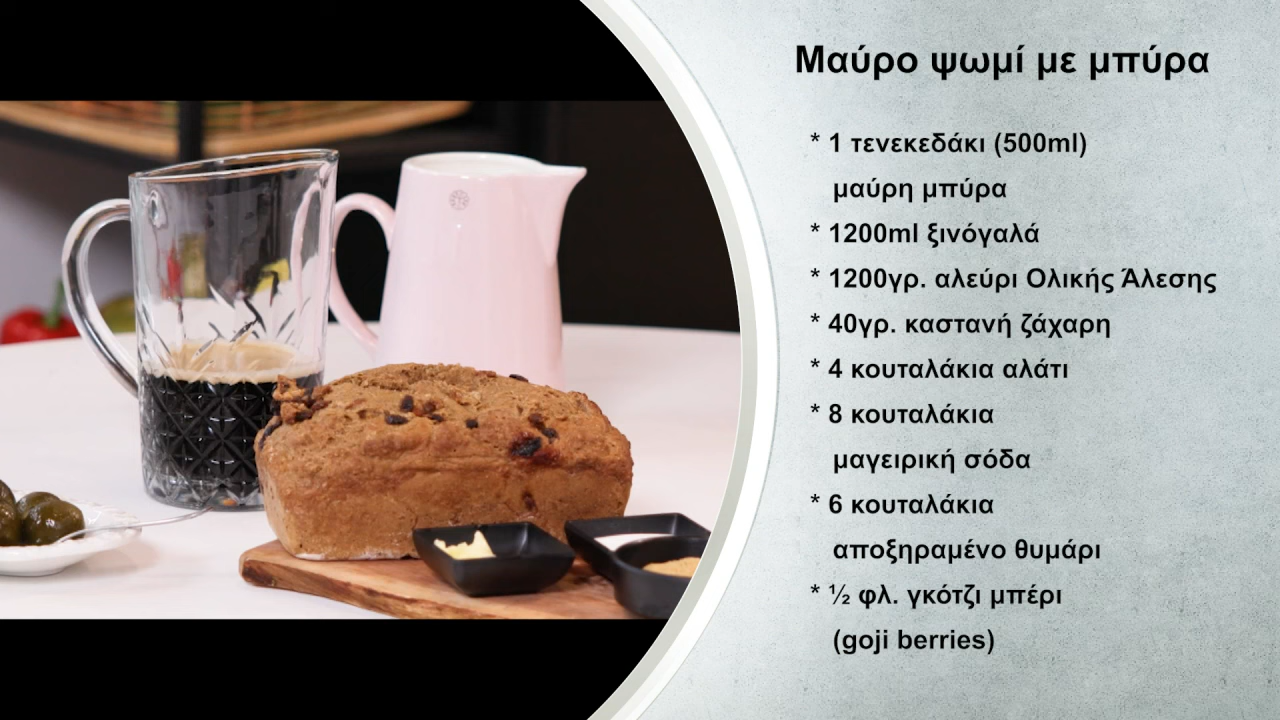 Μαύρο ψωμί με μπύρα
* 1 τενεκεδάκι (500ml)
μαύρη μπύρα
* 1200ml ξινόγαλά
* 1200γρ. αλεύρι Ολικής Άλεσης
* 40γρ. καστανή ζάχαρη
* 4 κουταλάκια αλάτι
* 8 κουταλάκια
μαγειρική σόδα
* 6 κουταλάκια
αποξηραμένο θυμάρι
* ½ φλ. γκότζι μπέρι
(goji berries)